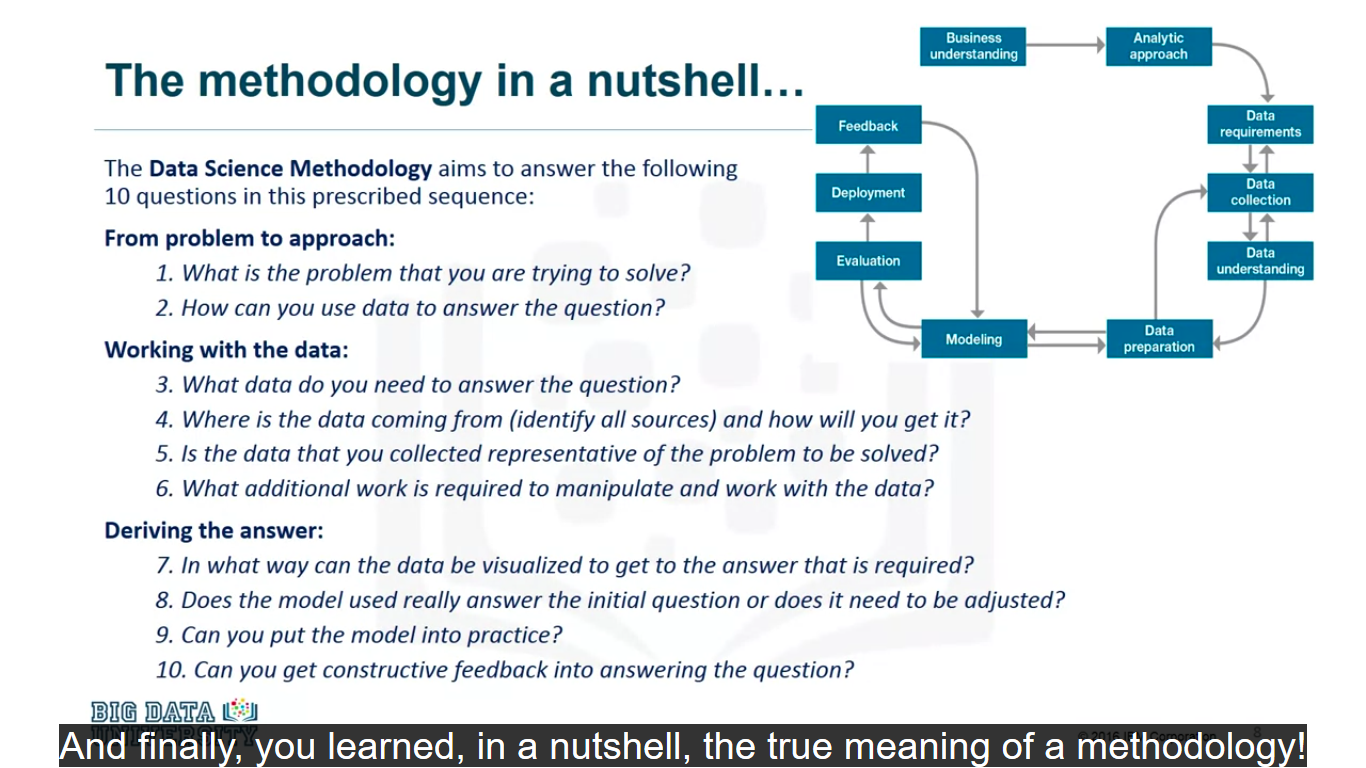 The methodology in a nutshell…
The Data Science Methodology aims to answer the following
10 questions in this prescribed sequence:
From problem to approach:
1. What is the problem that you are trying to solve?
2. How can you use data to answer the question?
Working with the data:
3. What data do you need to answer the question?
4. Where is the data coming from (identify all sources) and how will you get it?
5. Is the data that you collected representative of the problem to be solved?
6. What additional work is required to manipulate and work with the data?
Deriving the answer:
7. In what way can the data be visualized to get to the answer that is required?
8. Does the model used really answer the initial question or does it need to be adjusted?
9. Can you put the model into practice?
10. Can you get constructive feedback into answering the question?
Business
understanding
Analytic
approach
Data
requirements
Data
collection
Data
understanding
Data
preparation
Modeling
Evaluation
Deployment
Feedback
BIG DATA
UNIVERSITY
© 2016 IBM Corporation
8
And finally, you learned, in a nutshell, the true meaning of a methodology!